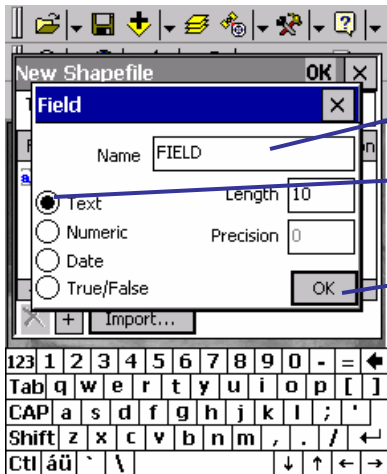 New Shapefile OK
Field
Name FIELD
Text Length 10
Numeric Precision 0
Date
True/False OK
+ Import...
123 1 2 3 4 5 6 7 8 9 0 - =
Tab q w e r t y u i o p [ ]
CAP a s d f g h j k l ; '
Shift z x c v b n m , . /
Ctl áü ` \